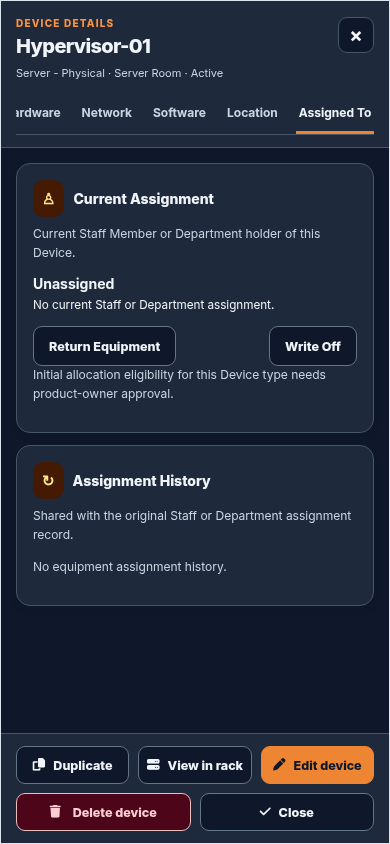 DEVICE DETAILS
Hypervisor-01
Server - Physical · Server Room · Active
ardware Network Software Location Assigned To
Current Assignment
Current Staff Member or Department holder of this
Device.
Unassigned
No current Staff or Department assignment.
Return Equipment Write Off
Initial allocation eligibility for this Device type needs
product-owner approval.
Assignment History
Shared with the original Staff or Department assignment
record.
No equipment assignment history.
Duplicate View in rack Edit device
Delete device Close